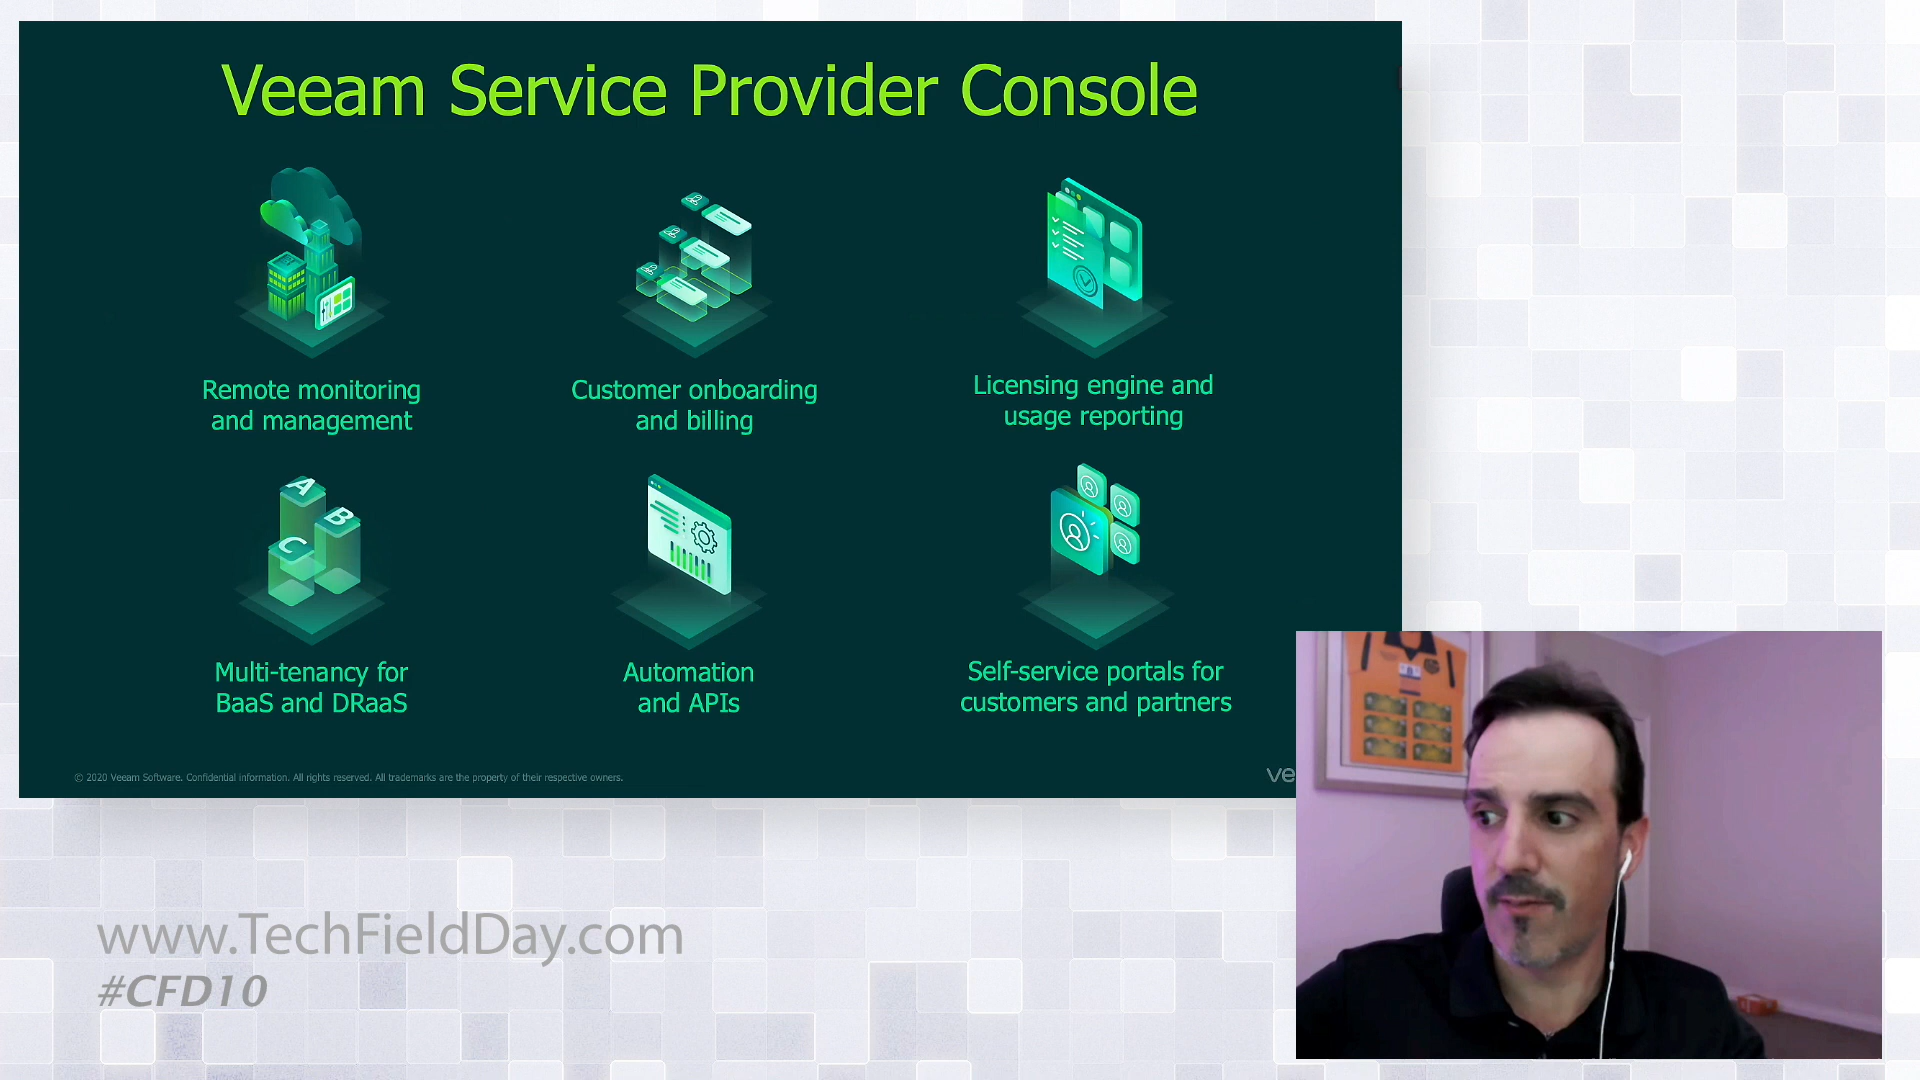 Veeam Service Provider Console
Remote monitoring
and management
Customer onboarding
and billing
Licensing engine and
usage reporting
A
B
C
Multi-tenancy for
BaaS and DRaaS
Automation
and APIs
Self-service portals for
customers and partners
© 2020 Veeam Software. Confidential information. All rights reserved. All trademarks are the property of their respective owners.
ve
www.TechFieldDay.com
#CFD10